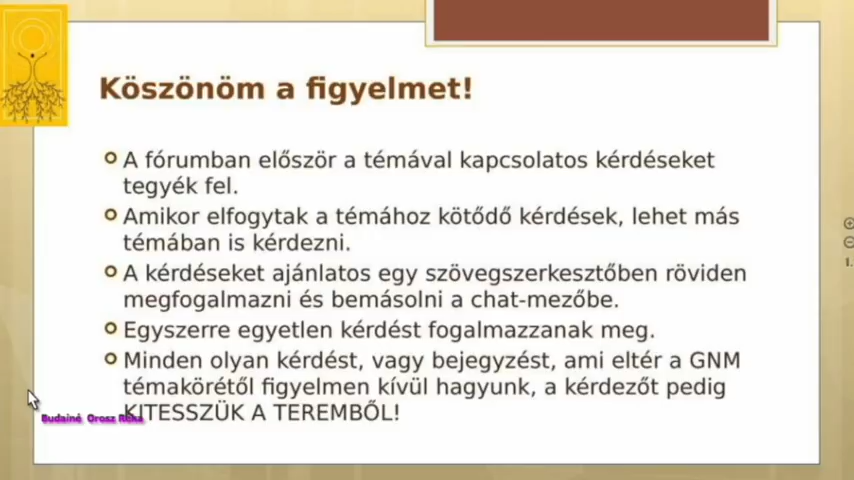 Köszönöm a figyelmet!
A fórumban először a témával kapcsolatos kérdéseket
tegyék fel.
Amikor elfogytak a témához kötődő kérdések, lehet más
témában is kérdezni.
A kérdéseket ajánlatos egy szövegszerkesztőben röviden
megfogalmazni és bemásolni a chat-mezőbe.
Egyszerre egyetlen kérdést fogalmazzanak meg.
Minden olyan kérdést, vagy bejegyzést, ami eltér a GNM
témakörétől figyelmen kívül hagyunk, a kérdezőt pedig
KITESSZÜK A TEREMBŐL!
Budainé Orosz Réka
1.